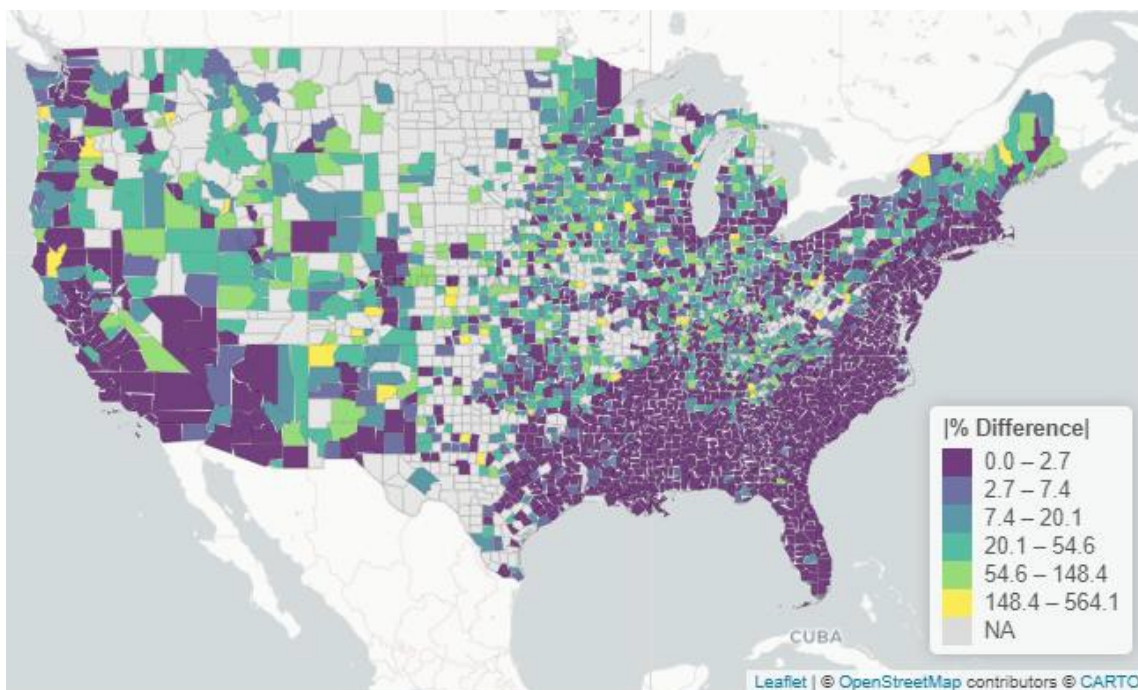 CUBA
|% Difference|
0.0 – 2.7
2.7 – 7.4
7.4 – 20.1
20.1 – 54.6
54.6 – 148.4
148.4 – 564.1
NA
Leaflet | © OpenStreetMap contributors © CARTO